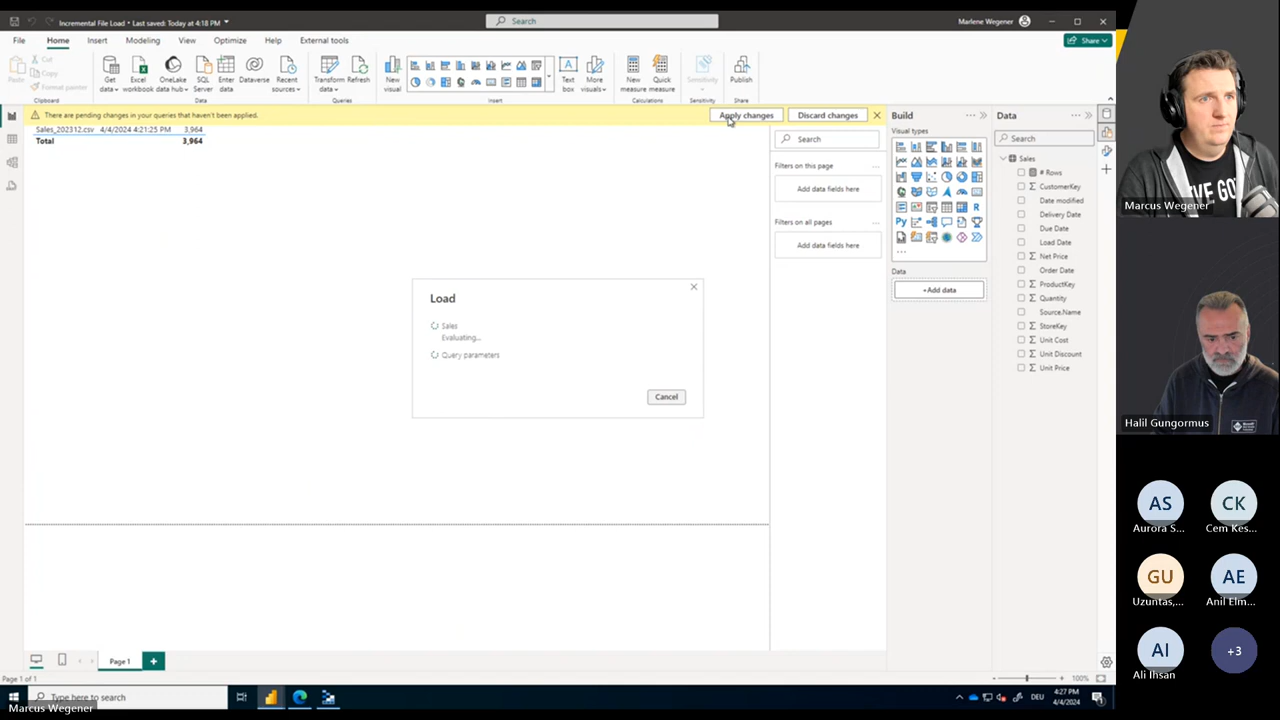 Incremental File Load • Last saved: Today at 4:18 PM
Search
Marlene Wegener
File
Home
Insert
Modeling
View
Optimize
Help
External tools
Share
Paste
Cut
Copy
Format painter
Get data
Excel workbook
OneLake data hub
SQL Server
Enter data
Dataverse
Recent sources
Transform data
Refresh
New visual
Text box
More visuals
New measure
Quick measure
Sensitivity
Publish
Clipboard
Data
Queries
Insert
Calculations
Sensitivity
Share
There are pending changes in your queries that haven't been applied.
Apply changes
Discard changes
Sales_202312.csv 4/4/2024 4:21:25 PM 3,964
Total 3,964
Search
Filters on this page
Add data fields here
Filters on all pages
Add data fields here
Build
Visual types
R
Py
Data
+Add data
Data
Search
Sales
# Rows
CustomerKey
Date modified
Delivery Date
Due Date
Load Date
Net Price
Order Date
ProductKey
Quantity
Source.Name
StoreKey
Unit Cost
Unit Discount
Unit Price
Load
Sales
Evaluating...
Query parameters
Cancel
Page 1
Page 1 of 1
100%
Type here to search
DEU
4:27 PM
4/4/2024
Marcus Wegener
Marcus Wegener
Halil Gungormus
AS
Aurora S...
CK
Cem Kes...
GU
Uzuntas,...
AE
Anil Elm...
AI
Ali Ihsan
+3